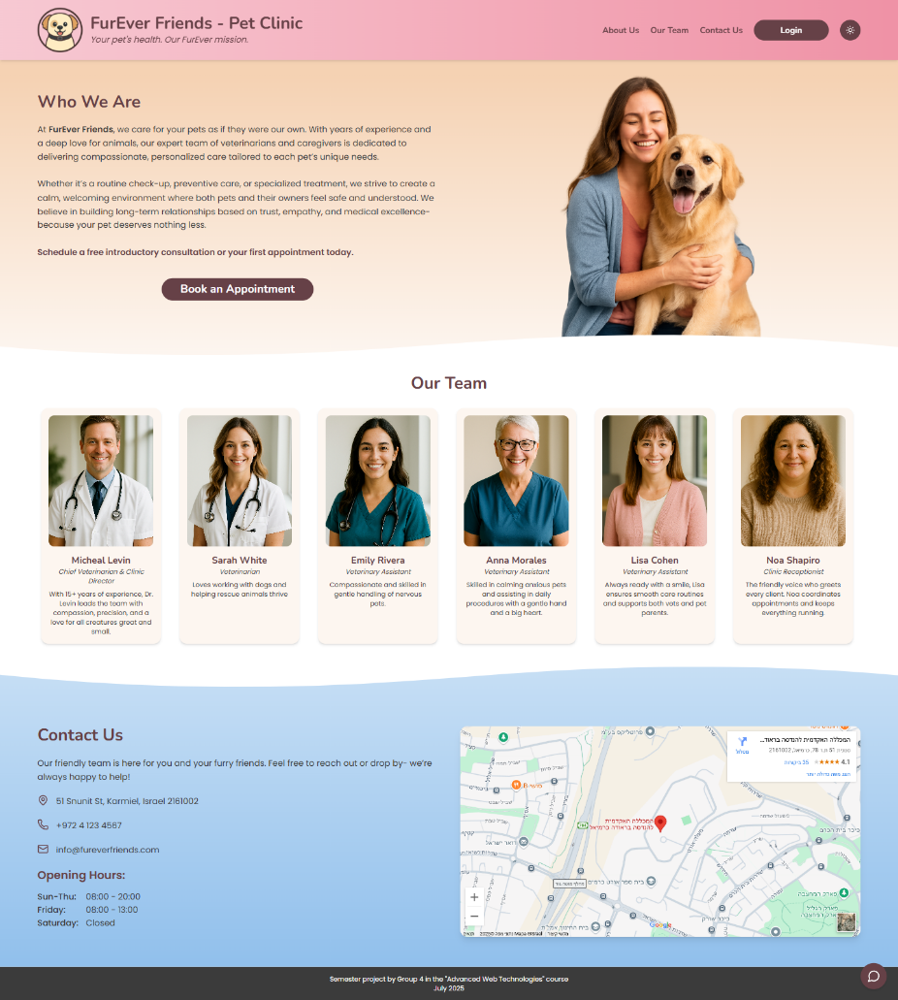 FurEver Friends - Pet Clinic
Your pet's health. Our FurEver mission.
About Us
Our Team
Contact Us
Login
Who We Are
At FurEver Friends, we care for your pets as if they were our own. With years of experience and
a deep love for animals, our expert team of veterinarians and caregivers is dedicated to
delivering compassionate, personalized care tailored to each pet's unique needs.
Whether it's a routine check-up, preventive care, or specialized treatment, we strive to create a
calm, welcoming environment where both pets and their owners feel safe and understood. We
believe in building long-term relationships based on trust, empathy, and medical excellence-
because your pet deserves nothing less.
Schedule a free introductory consultation or your first appointment today.
Book an Appointment
Our Team
Micheal Levin
Chief Veterinarian & Clinic
Director
With 15+ years of experience, Dr.
Levin leads the team with
compassion, precision, and a
love for all creatures great and
small.
Sarah White
Veterinarian
Loves working with dogs and
helping rescue animals thrive
Emily Rivera
Veterinary Assistant
Compassionate and skilled in
gentle handling of nervous
pets.
Anna Morales
Veterinary Assistant
Skilled in calming anxious pets
and assisting in daily
procedures with a gentle hand
and a big heart.
Lisa Cohen
Veterinary Assistant
Always ready with a smile, Lisa
ensures smooth care routines
and supports both vets and pet
parents.
Noa Shapiro
Clinic Receptionist
The friendly voice who greets
every client. Noa coordinates
appointments and keeps
everything running.
Contact Us
Our friendly team is here for you and your furry friends. Feel free to reach out or drop by- we're
always happy to help!
51 Snunit St, Karmiel, Israel 2161002
+972 4 123 4567
info@fureverfriends.com
Opening Hours:
Sun-Thu: 08:00 - 20:00
Friday: 08:00 - 13:00
Saturday: Closed
המכללה האקדמית להנדסה בראוד...
4.1
מסלול
המכללה האקדמית
להנדסה בראודה כרמיאל
בית ספר אורט כרמים
Google
Semester project by Group 4 in the "Advanced Web Technologies" course
July 2025